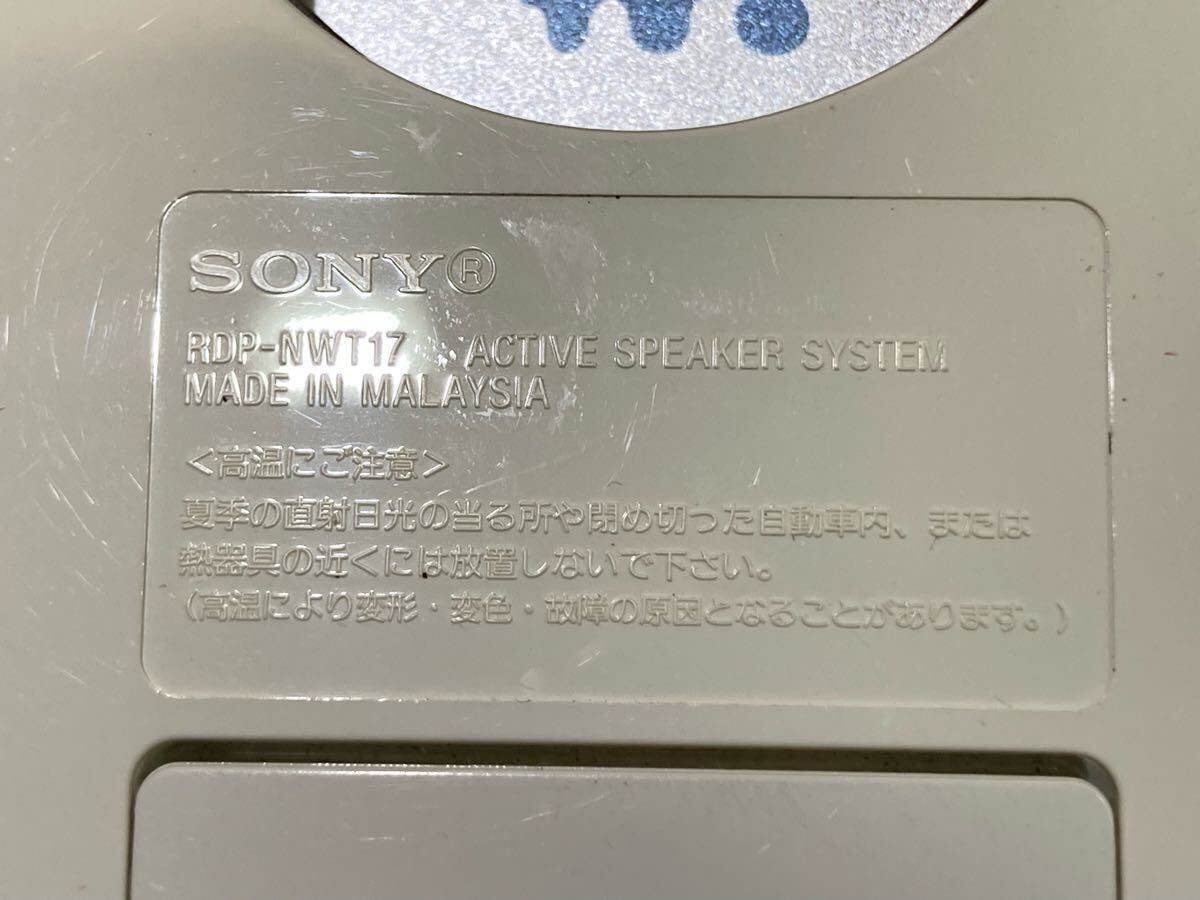 SONY®
RDP-NWT17 ACTIVE SPEAKER SYSTEM
MADE IN MALAYSIA
<高温にご注意>
夏季の直射日光の当る所や閉め切った自動車内、または
熱器具の近くには放置しないで下さい。
(高温により変形・変色・故障の原因となることがあります。)